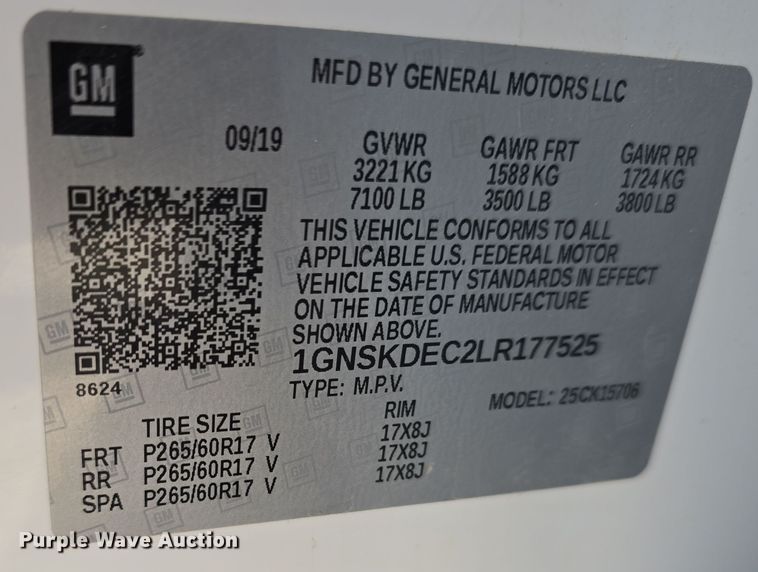 GM
MFD BY GENERAL MOTORS LLC
09/19 GVWR GAWR FRT GAWR RR
3221 KG 1588 KG 1724 KG
7100 LB 3500 LB 3800 LB
THIS VEHICLE CONFORMS TO ALL
APPLICABLE U.S. FEDERAL MOTOR
VEHICLE SAFETY STANDARDS IN EFFECT
ON THE DATE OF MANUFACTURE
SHOWN ABOVE.
1GNSKDEC2LR177525
8624
TYPE: M.P.V. MODEL: 25CK15706
TIRE SIZE RIM
FRT P265/60R17 V 17X8J
RR P265/60R17 V 17X8J
SPA P265/60R17 V 17X8J
Purple Wave Auction